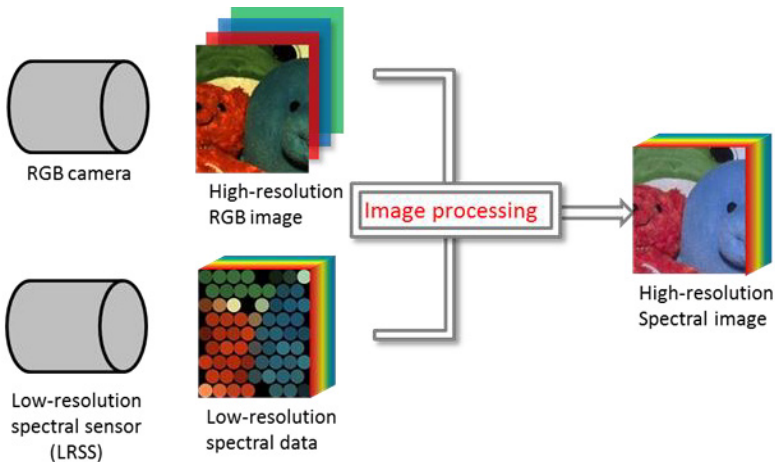 RGB camera
High-resolution
RGB image
Image processing
High-resolution
Spectral image
Low-resolution
spectral sensor
(LRSS)
Low-resolution
spectral data